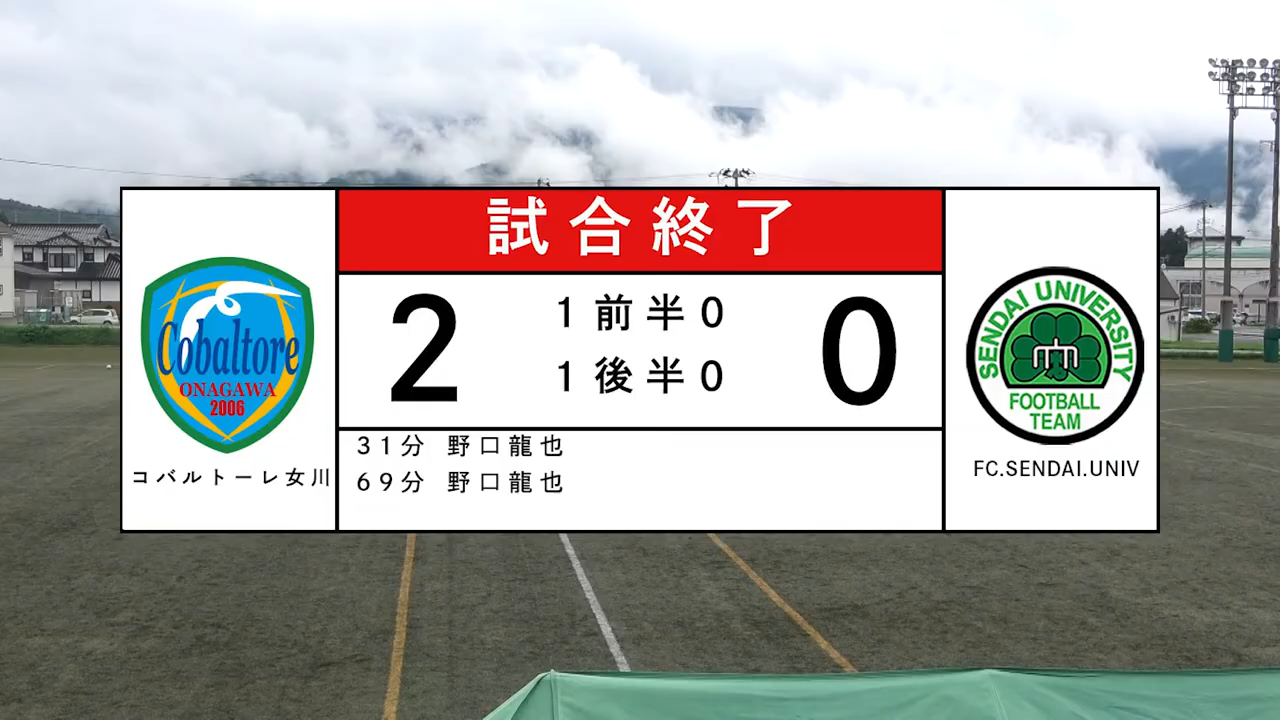 試合終了
2
1前半0
1後半0
0
31分 野口龍也
69分 野口龍也
Cobaltore
ONAGAWA
2006
コバルトーレ女川
SENDAI UNIVERSITY
FOOTBALL
TEAM
FC.SENDAI.UNIV